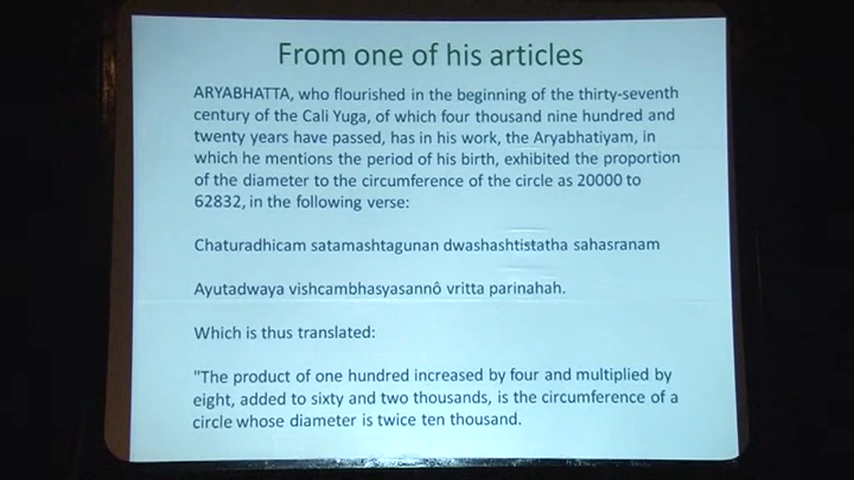 From one of his articles
ARYABHATTA, who flourished in the beginning of the thirty-seventh
century of the Cali Yuga, of which four thousand nine hundred and
twenty years have passed, has in his work, the Aryabhatiyam, in
which he mentions the period of his birth, exhibited the proportion
of the diameter to the circumference of the circle as 20000 to
62832, in the following verse:
Chaturadhicam satamashtagunan dwashashtistatha sahasranam
Ayutadwaya vishcambhasyasannô vritta parinahah.
Which is thus translated:
"The product of one hundred increased by four and multiplied by
eight, added to sixty and two thousands, is the circumference of a
circle whose diameter is twice ten thousand.